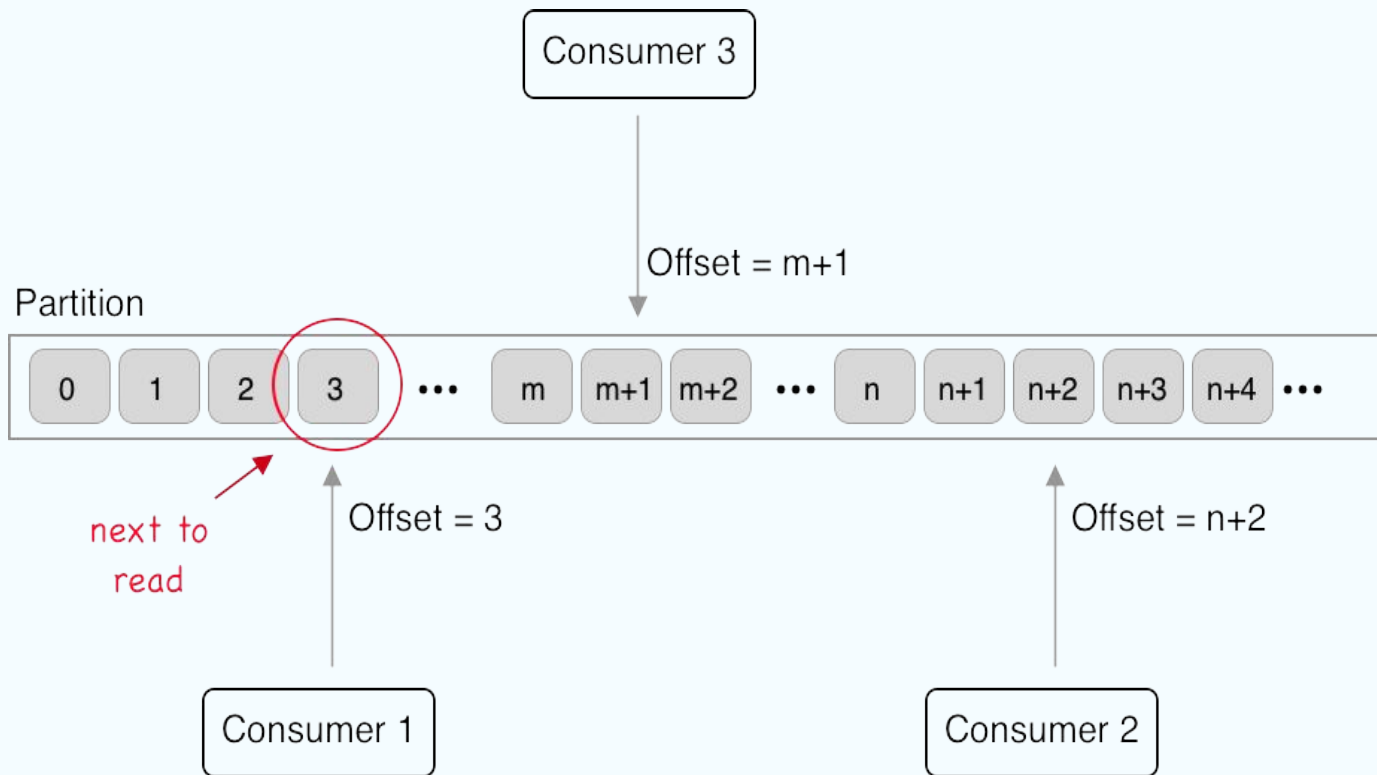 Consumer 3
Offset = m+1
Partition
0 1 2 3 ••• m m+1 m+2 ••• n n+1 n+2 n+3 n+4 •••
next to
read
Offset = 3
Offset = n+2
Consumer 1
Consumer 2